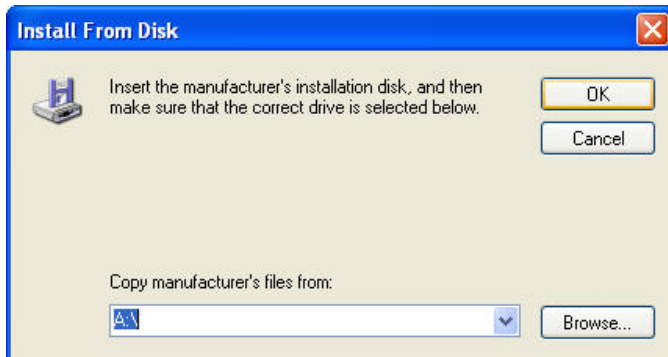 Install From Disk
Insert the manufacturer's installation disk, and then
make sure that the correct drive is selected below.
OK
Cancel
Copy manufacturer's files from:
A:\
Browse...